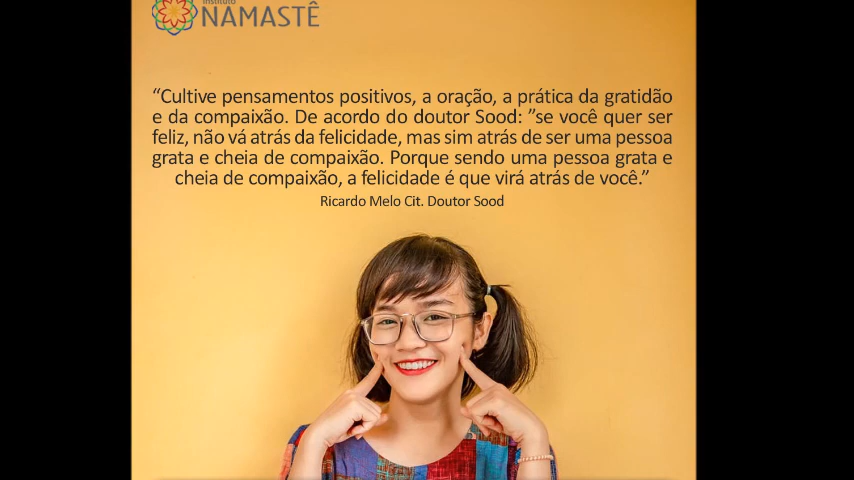 Instituto
NAMASTÊ
“Cultive pensamentos positivos, a oração, a prática da gratidão
e da compaixão. De acordo do doutor Sood: ”se você quer ser
feliz, não vá atrás da felicidade, mas sim atrás de ser uma pessoa
grata e cheia de compaixão. Porque sendo uma pessoa grata e
cheia de compaixão, a felicidade é que virá atrás de você.”
Ricardo Melo Cit. Doutor Sood